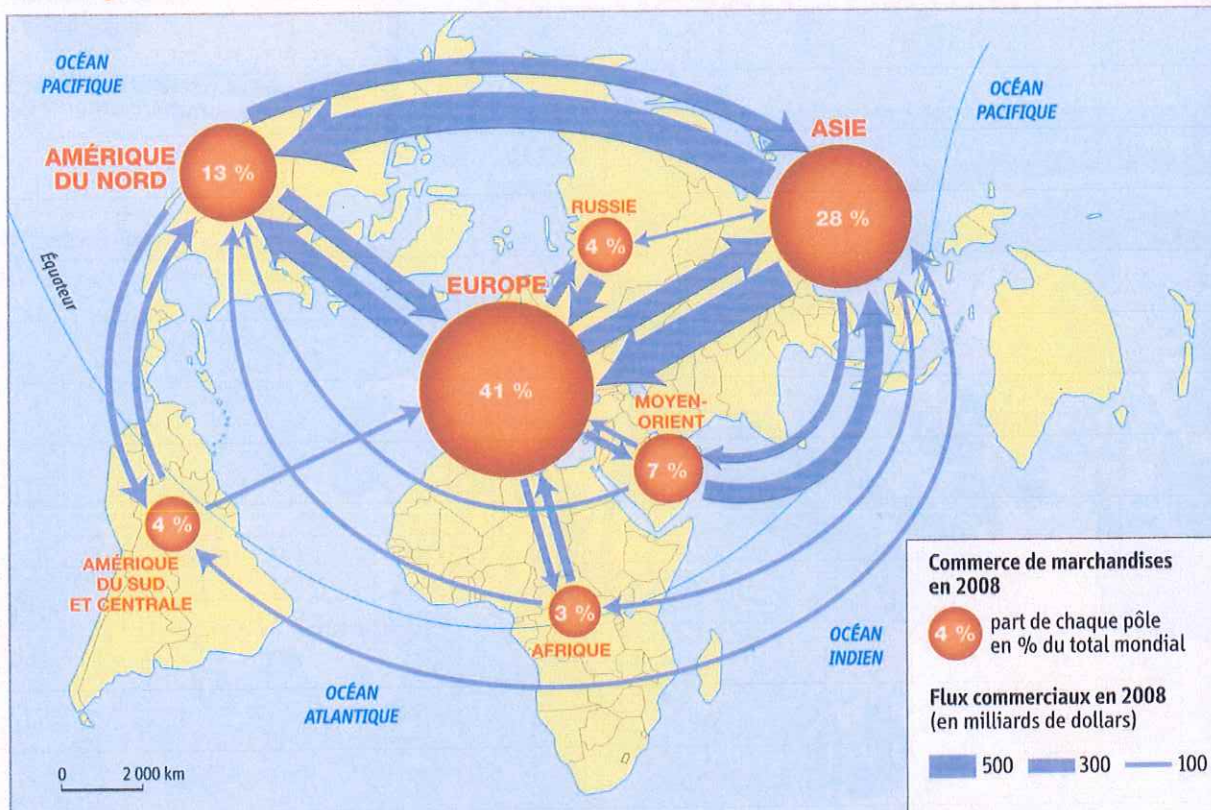 OCÉAN
PACIFIQUE
OCÉAN
PACIFIQUE
ASIE
AMÉRIQUE
DU NORD
13 %
RUSSIE
28 %
4 %
Équateur
EUROPE
41 %
MOYEN-
ORIENT
7 %
4 %
AMÉRIQUE
DU SUD
ET CENTRALE
3 %
AFRIQUE
OCÉAN
INDIEN
OCÉAN
ATLANTIQUE
0 2 000 km
Commerce de marchandises
en 2008
4 % part de chaque pôle
en % du total mondial
Flux commerciaux en 2008
(en milliards de dollars)
500 300 100